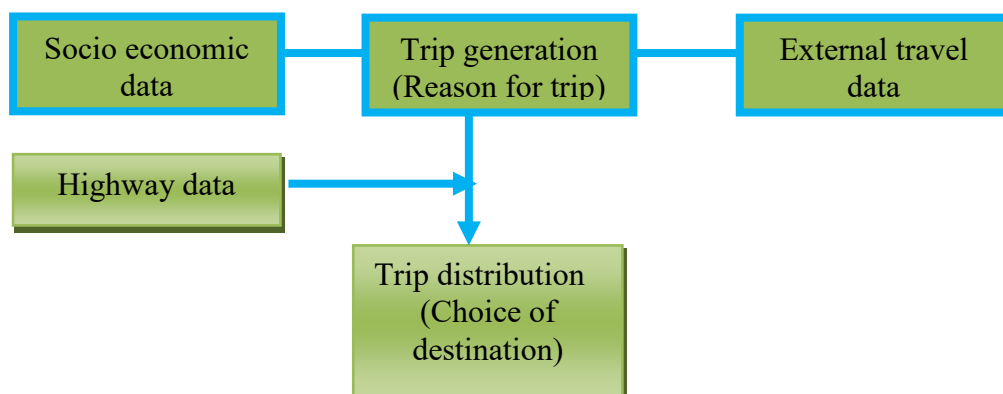 Socio economic
data
Trip generation
(Reason for trip)
External travel
data
Highway data
Trip distribution
(Choice of
destination)